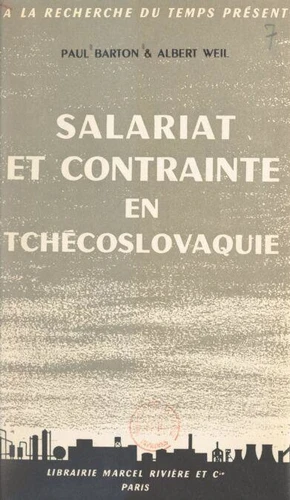 A LA RECHERCHE DU TEMPS PRÉSENT
7
PAUL BARTON & ALBERT WEIL
SALARIAT
ET CONTRAINTE
EN
TCHÉCOSLOVAQUIE
LIBRAIRIE MARCEL RIVIÈRE ET Cie
PARIS